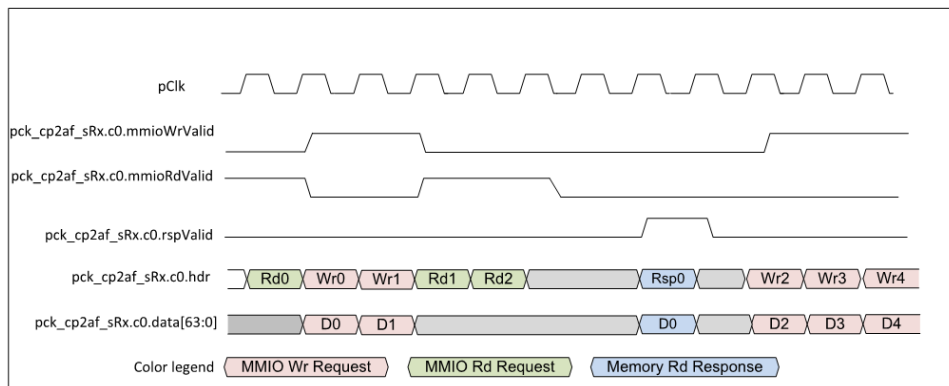 pClk
pck_cp2af_sRx.c0.mmioWrValid
pck_cp2af_sRx.c0.mmioRdValid
pck_cp2af_sRx.c0.rspValid
pck_cp2af_sRx.c0.hdr Rd0 Wr0 Wr1 Rd1 Rd2 Rsp0 Wr2 Wr3 Wr4
pck_cp2af_sRx.c0.data[63:0] D0 D1 D0 D2 D3 D4
Color legend MMIO Wr Request MMIO Rd Request Memory Rd Response